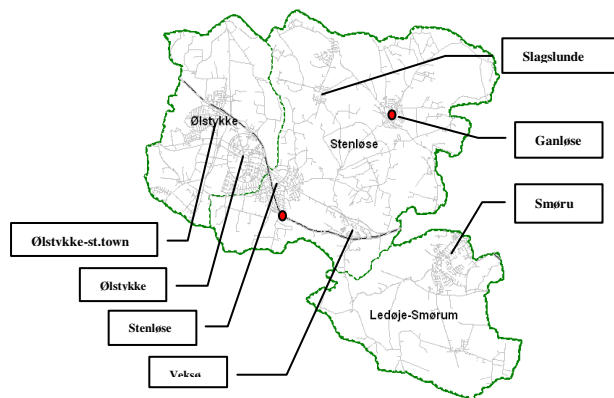 Slagslunde
Ølstykke
Stenløse
Ganløse
Smøru
Ølstykke-st.town
Ølstykke
Ledøje-Smørum
Stenløse
Veksø